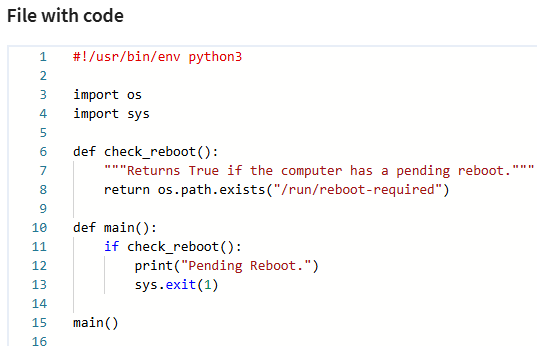 File with code
1 #!/usr/bin/env python3
2
3 import os
4 import sys
5
6 def check_reboot():
7     """Returns True if the computer has a pending reboot."""
8     return os.path.exists("/run/reboot-required")
9
10 def main():
11     if check_reboot():
12         print("Pending Reboot.")
13         sys.exit(1)
14
15 main()
16